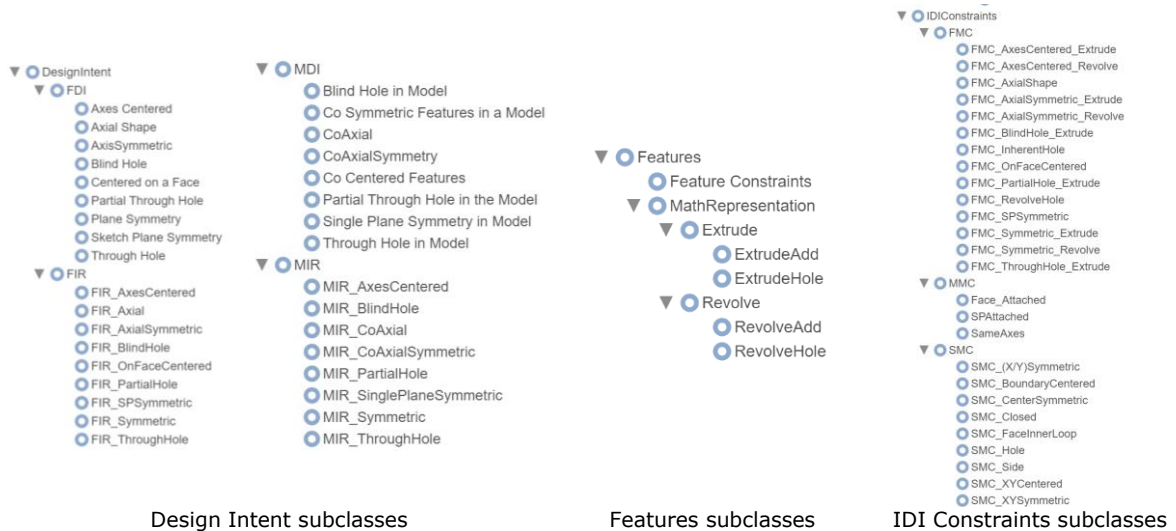 DesignIntent
FDI
Axes Centered
Axial Shape
AxisSymmetric
Blind Hole
Centered on a Face
Partial Through Hole
Plane Symmetry
Sketch Plane Symmetry
Through Hole
FIR
FIR_AxesCentered
FIR_Axial
FIR_AxialSymmetric
FIR_BlindHole
FIR_OnFaceCentered
FIR_PartialHole
FIR_SPSymmetric
FIR_Symmetric
FIR_ThroughHole
MDI
Blind Hole in Model
Co Symmetric Features in a Model
CoAxial
CoAxialSymmetry
Co Centered Features
Partial Through Hole in the Model
Single Plane Symmetry in Model
Through Hole in Model
MIR
MIR_AxesCentered
MIR_BlindHole
MIR_CoAxial
MIR_CoAxialSymmetric
MIR_PartialHole
MIR_SinglePlaneSymmetric
MIR_Symmetric
MIR_ThroughHole
Design Intent subclasses
Features
Feature Constraints
MathRepresentation
Extrude
ExtrudeAdd
ExtrudeHole
Revolve
RevolveAdd
RevolveHole
Features subclasses
IDIConstraints
FMC
FMC_AxesCentered_Extrude
FMC_AxesCentered_Revolve
FMC_AxialShape
FMC_AxialSymmetric_Extrude
FMC_AxialSymmetric_Revolve
FMC_BlindHole_Extrude
FMC_InherentHole
FMC_OnFaceCentered
FMC_PartialHole_Extrude
FMC_RevolveHole
FMC_SPSymmetric
FMC_Symmetric_Extrude
FMC_Symmetric_Revolve
FMC_ThroughHole_Extrude
MMC
Face_Attached
SPAttached
SameAxes
SMC
SMC_(X/Y)Symmetric
SMC_BoundaryCentered
SMC_CenterSymmetric
SMC_Closed
SMC_FaceInnerLoop
SMC_Hole
SMC_Side
SMC_XYCentered
SMC_XYSymmetric
IDI Constraints subclasses